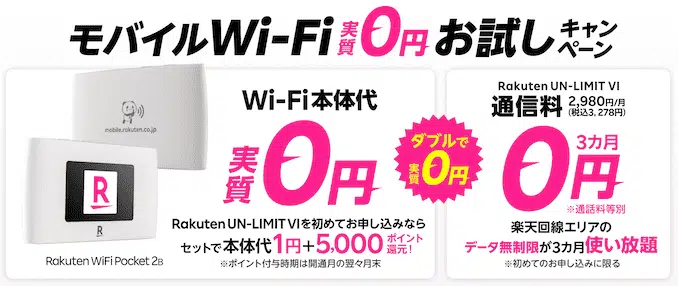 モバイルWi-Fi実質0円お試しキャンペーン
mobile.rakuten.co.jp
R
R
Rakuten WiFi Pocket 2B
Wi-Fi本体代
実質0円
Rakuten UN-LIMIT VIを初めてお申し込みなら
セットで本体代1円+5,000ポイント還元!
※ポイント付与時期は開通月の翌々月末
ダブルで
実質0円
Rakuten UN-LIMIT VI
通信料 2,980円/月
(税込3,278円)
3カ月
0円
※通話料等別
楽天回線エリアの
データ無制限が3カ月使い放題
※初めてのお申し込みに限る